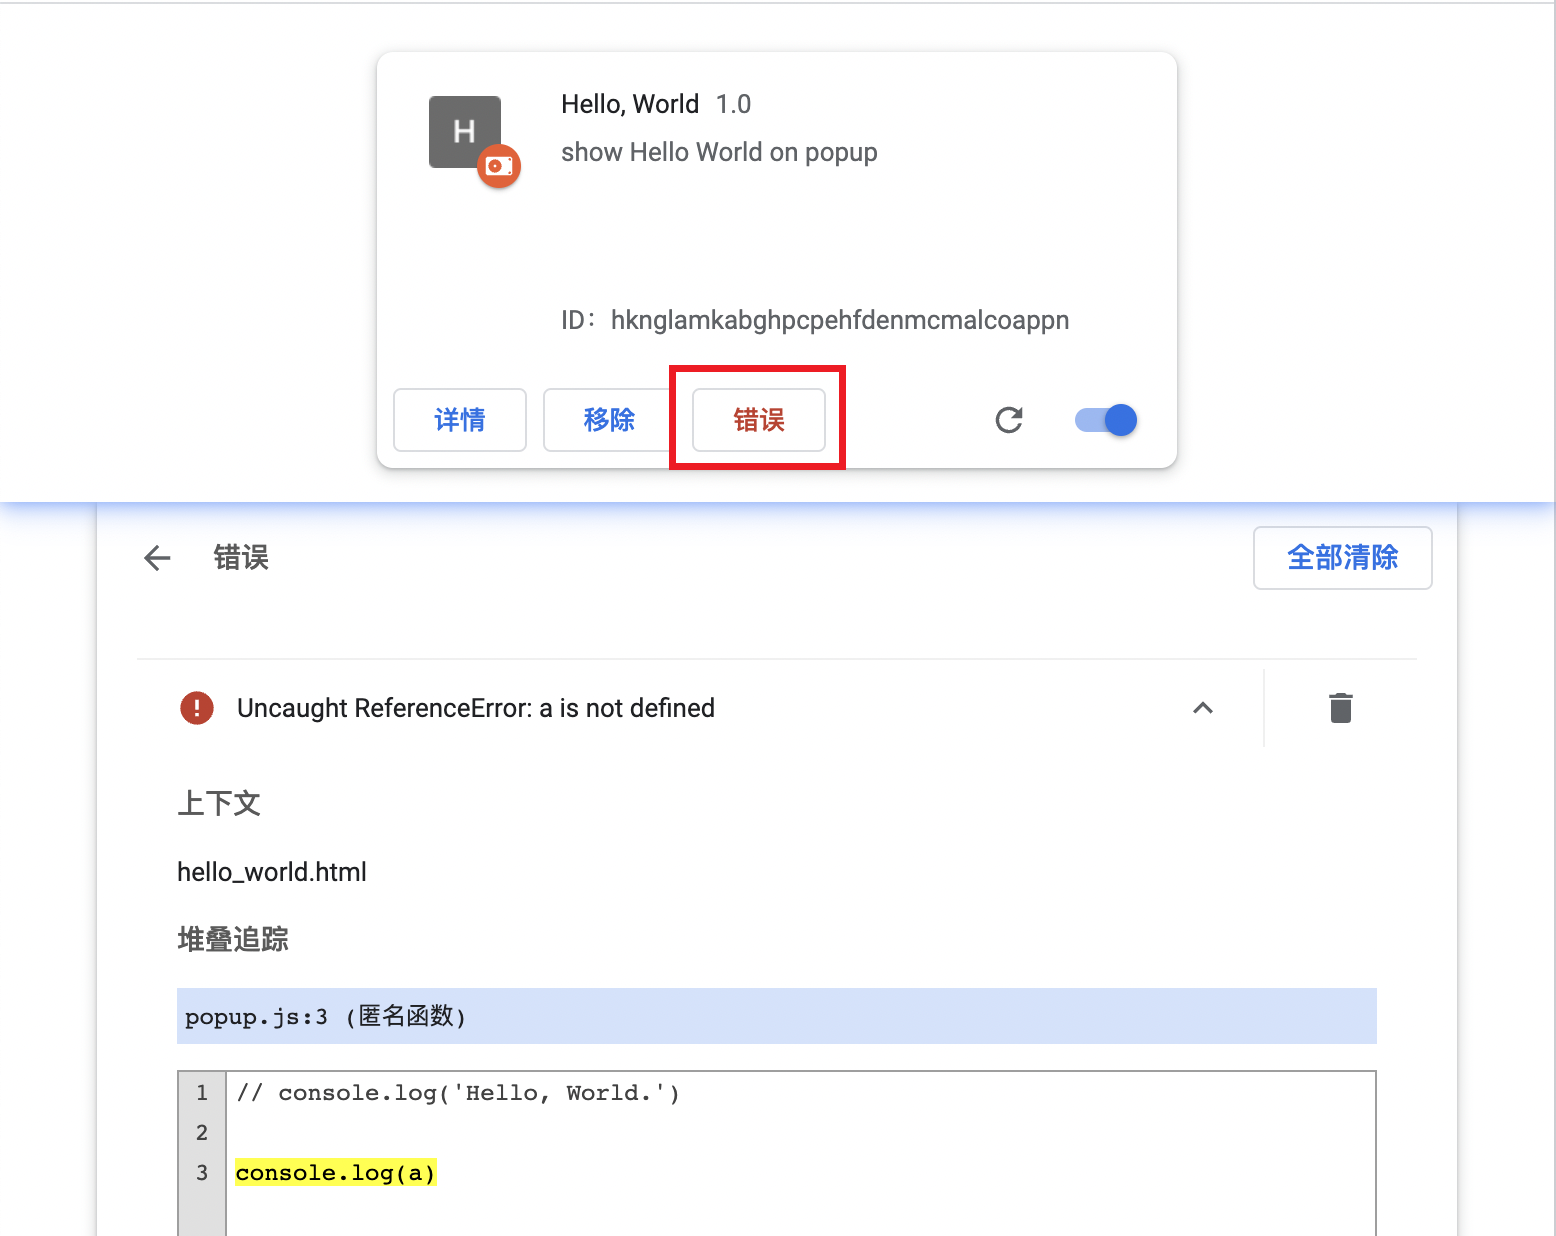 H
Hello, World 1.0
show Hello World on popup
ID：hknglamkabghpcpehfdenmcmalcoappn
详情 移除 错误
错误 全部清除
Uncaught ReferenceError: a is not defined
上下文
hello_world.html
堆叠追踪
popup.js:3 (匿名函数)
1 // console.log('Hello, World.')
2
3 console.log(a)